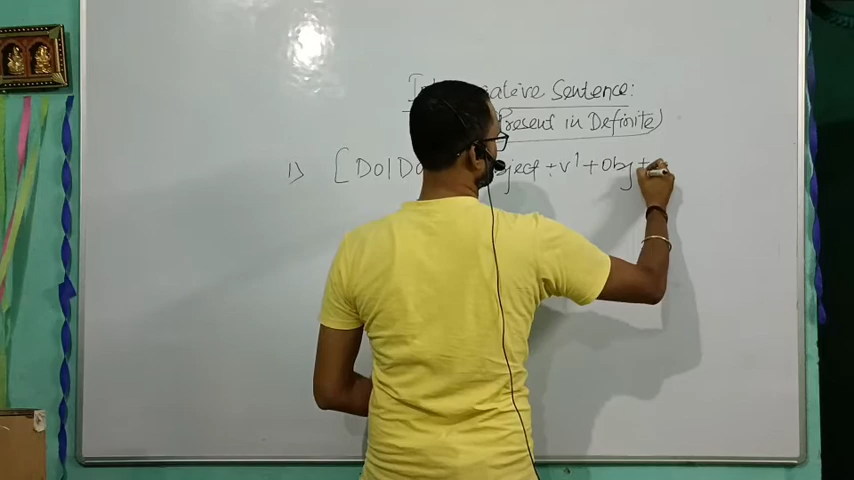 Sentence:
Present in Definite)
1) [Do|Do ject + v¹ + Obj +